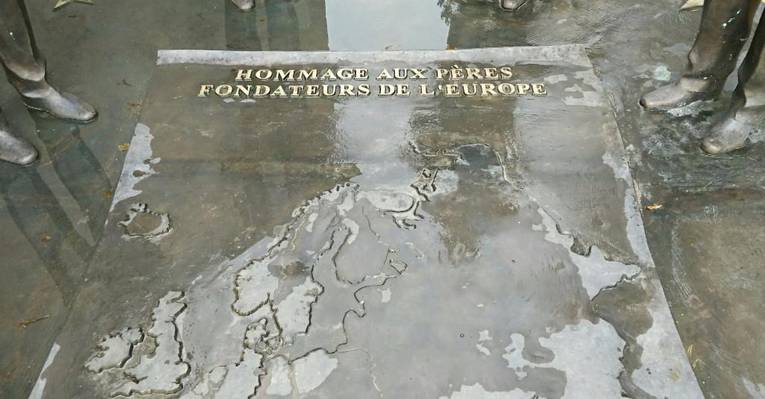 HOMMAGE AUX PÈRES
FONDATEURS DE L'EUROPE